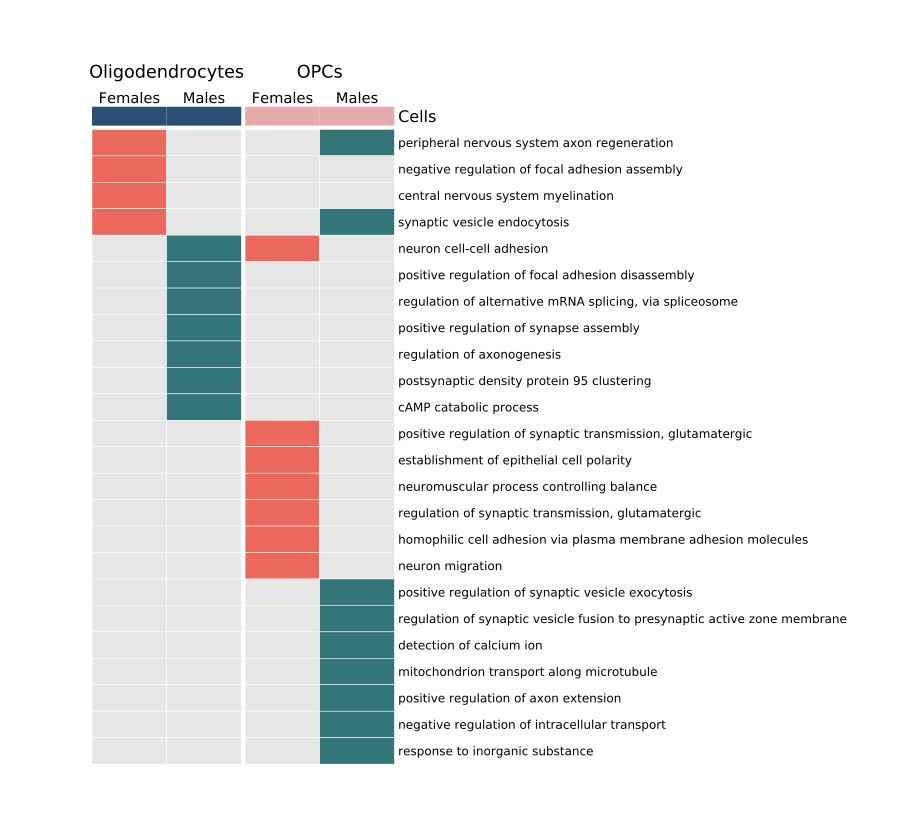 Oligodendrocytes OPCs
Females Males Females Males
Cells
peripheral nervous system axon regeneration
negative regulation of focal adhesion assembly
central nervous system myelination
synaptic vesicle endocytosis
neuron cell-cell adhesion
positive regulation of focal adhesion disassembly
regulation of alternative mRNA splicing, via spliceosome
positive regulation of synapse assembly
regulation of axonogenesis
postsynaptic density protein 95 clustering
cAMP catabolic process
positive regulation of synaptic transmission, glutamatergic
establishment of epithelial cell polarity
neuromuscular process controlling balance
regulation of synaptic transmission, glutamatergic
homophilic cell adhesion via plasma membrane adhesion molecules
neuron migration
positive regulation of synaptic vesicle exocytosis
regulation of synaptic vesicle fusion to presynaptic active zone membrane
detection of calcium ion
mitochondrion transport along microtubule
positive regulation of axon extension
negative regulation of intracellular transport
response to inorganic substance